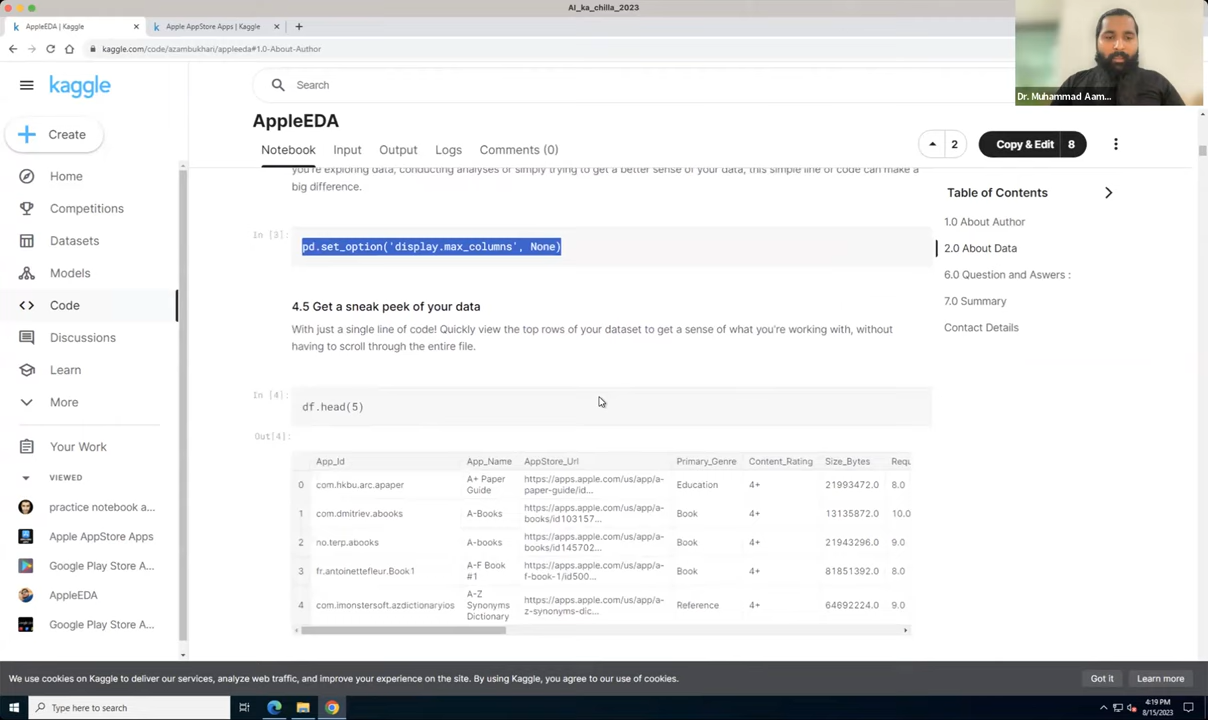 AI_ka_chilla_2023
AppleEDA | Kaggle
Apple AppStore Apps | Kaggle
kaggle.com/code/azambukhari/appleeda#1.0-About-Author
Dr. Muhammad Aam...
kaggle
Search
Create
AppleEDA
Notebook Input Output Logs Comments (0)
2
Copy & Edit 8
Home
Competitions
Datasets
Models
Code
Discussions
Learn
More
Your Work
VIEWED
practice notebook a...
Apple AppStore Apps
Google Play Store A...
AppleEDA
Google Play Store A...
you're exploring data, conducting analyses or simply trying to get a better sense of your data, this simple line of code can make a
big difference.
In [3]:
pd.set_option('display.max_columns', None)
4.5 Get a sneak peek of your data
With just a single line of code! Quickly view the top rows of your dataset to get a sense of what you're working with, without
having to scroll through the entire file.
In [4]:
df.head(5)
Out[4]:
App_Id App_Name AppStore_Url Primary_Genre Content_Rating Size_Bytes Requ
0 com.hkbu.arc.apaper A+ Paper Guide https://apps.apple.com/us/app/a-paper-guide/id... Education 4+ 21993472.0 8.0
1 com.dmitriev.abooks A-Books https://apps.apple.com/us/app/a-books/id103157... Book 4+ 13135872.0 10.0
2 no.terp.abooks A-books https://apps.apple.com/us/app/a-books/id145702... Book 4+ 21943296.0 9.0
3 fr.antoinettefleur.Book1 A-F Book #1 https://apps.apple.com/us/app/a-f-book-1/id500... Book 4+ 81851392.0 8.0
4 com.imonstersoft.azdictionaryios A-Z Synonyms Dictionary https://apps.apple.com/us/app/a-z-synonyms-dic... Reference 4+ 64692224.0 9.0
Table of Contents
1.0 About Author
2.0 About Data
6.0 Question and Aswers :
7.0 Summary
Contact Details
We use cookies on Kaggle to deliver our services, analyze web traffic, and improve your experience on the site. By using Kaggle, you agree to our use of cookies.
Got it
Learn more
Type here to search
4:19 PM
8/15/2023